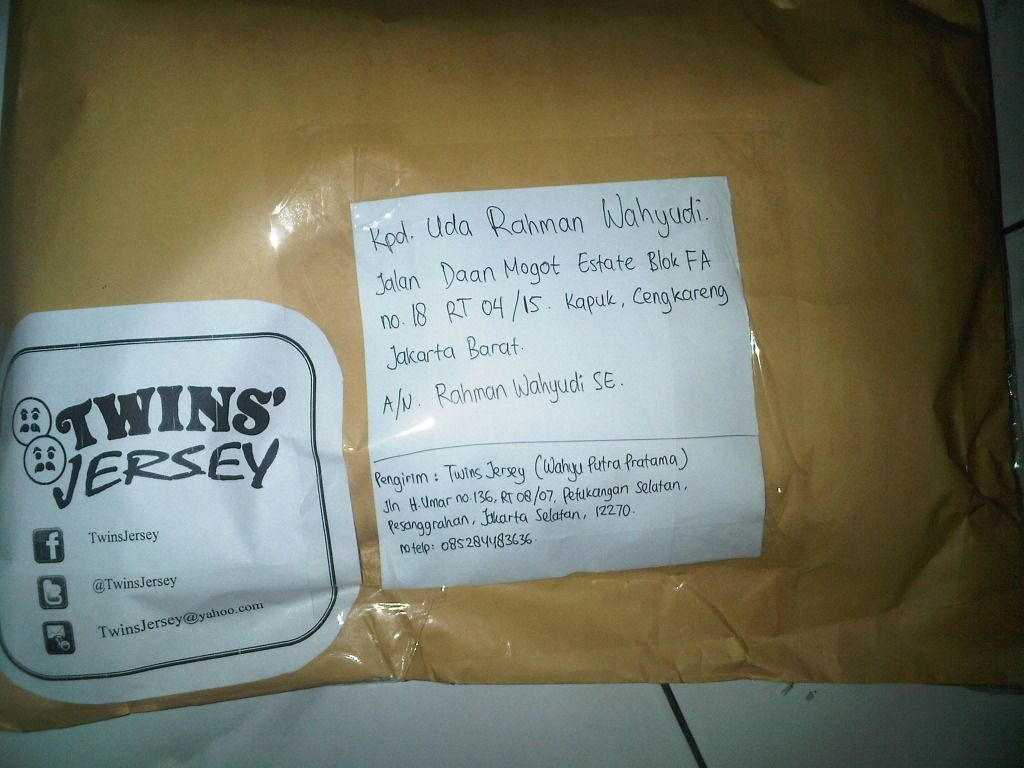 Kpd. Uda Rahman Wahyudi.
Jalan Daan Mogot Estate Blok FA
no. 18 RT 04/15. Kapuk, Cengkareng
Jakarta Barat.
A/N. Rahman Wahyudi SE.
Pengirim : Twins Jersey (Wahyu Putra Pratama)
Jln H. Umar no. 136, RT 08/07, Petukangan Selatan,
Pesanggrahan, Jakarta Selatan, 12270.
no telp: 085284483636.
TWINS'
JERSEY
TwinsJersey
@TwinsJersey
TwinsJersey@yahoo.com